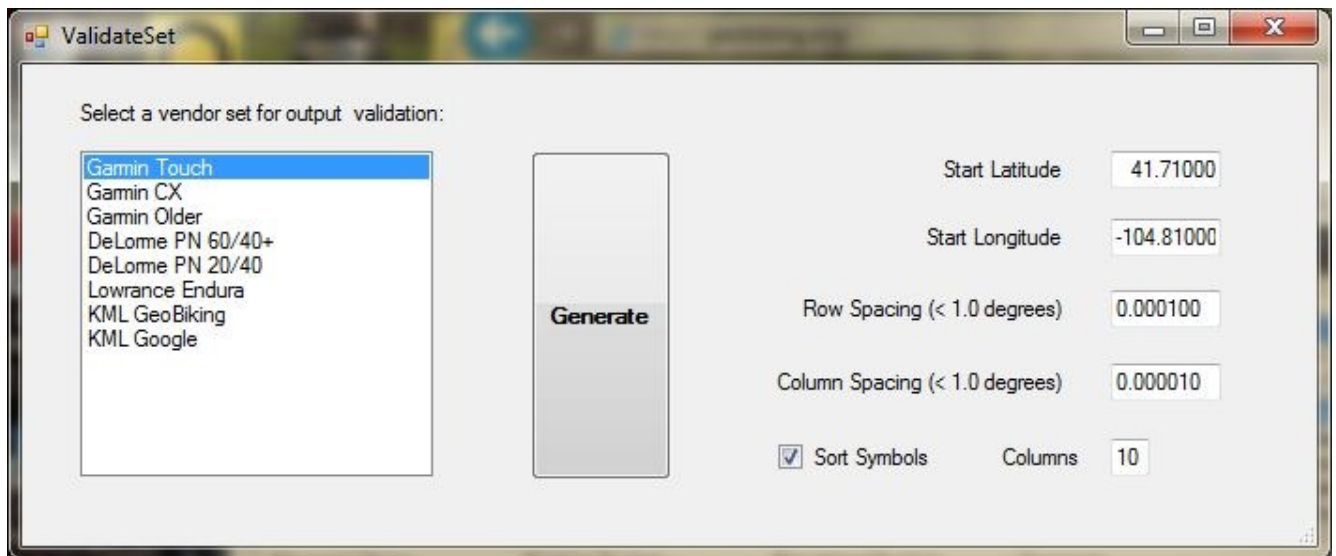 ValidateSet
Select a vendor set for output validation:
Garmin Touch
Garmin CX
Garmin Older
DeLorme PN 60/40+
DeLorme PN 20/40
Lowrance Endura
KML GeoBiking
KML Google
Generate
Start Latitude 41.71000
Start Longitude -104.81000
Row Spacing (< 1.0 degrees) 0.000100
Column Spacing (< 1.0 degrees) 0.000010
Sort Symbols Columns 10